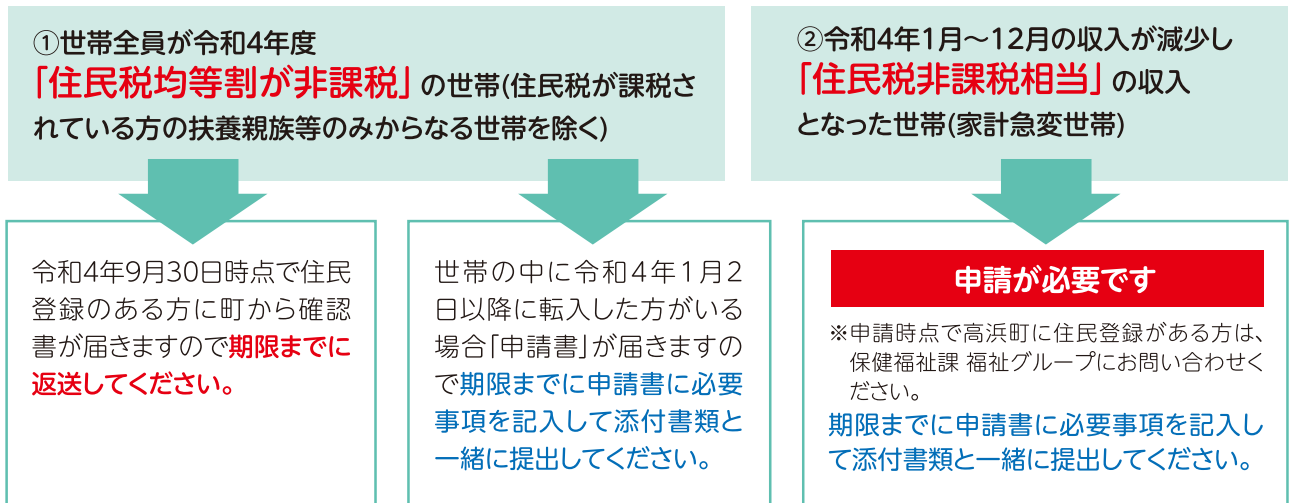 ①世帯全員が令和4年度
「住民税均等割が非課税」の世帯(住民税が課税さ
れている方の扶養親族等のみからなる世帯を除く)
②令和4年1月～12月の収入が減少し
「住民税非課税相当」の収入
となった世帯(家計急変世帯)
令和4年9月30日時点で住民
登録のある方に町から確認
書が届きますので期限までに
返送してください。
世帯の中に令和4年1月2
日以降に転入した方がいる
場合「申請書」が届きますの
で期限までに申請書に必要
事項を記入して添付書類と
一緒に提出してください。
申請が必要です
※申請時点で高浜町に住民登録がある方は、
保健福祉課 福祉グループにお問い合わせく
ださい。
期限までに申請書に必要事項を記入し
て添付書類と一緒に提出してください。